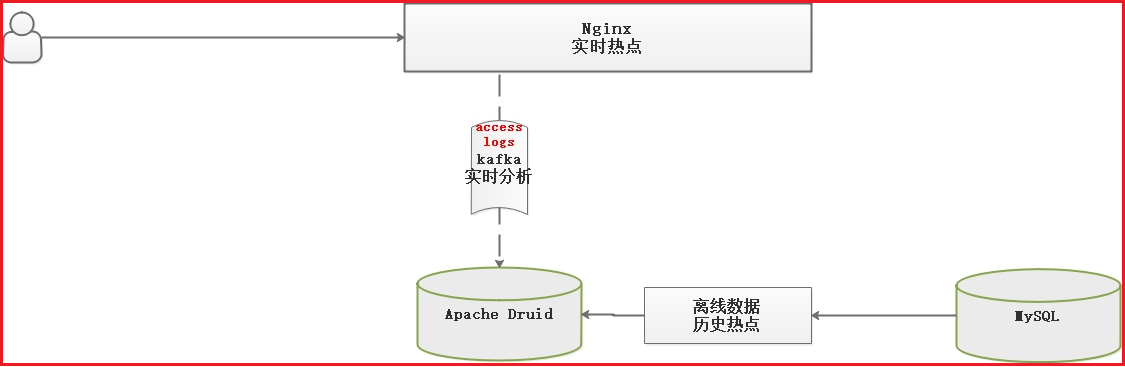 Nginx
实时热点
access
logs
kafka
实时分析
Apache Druid
离线数据
历史热点
MySQL